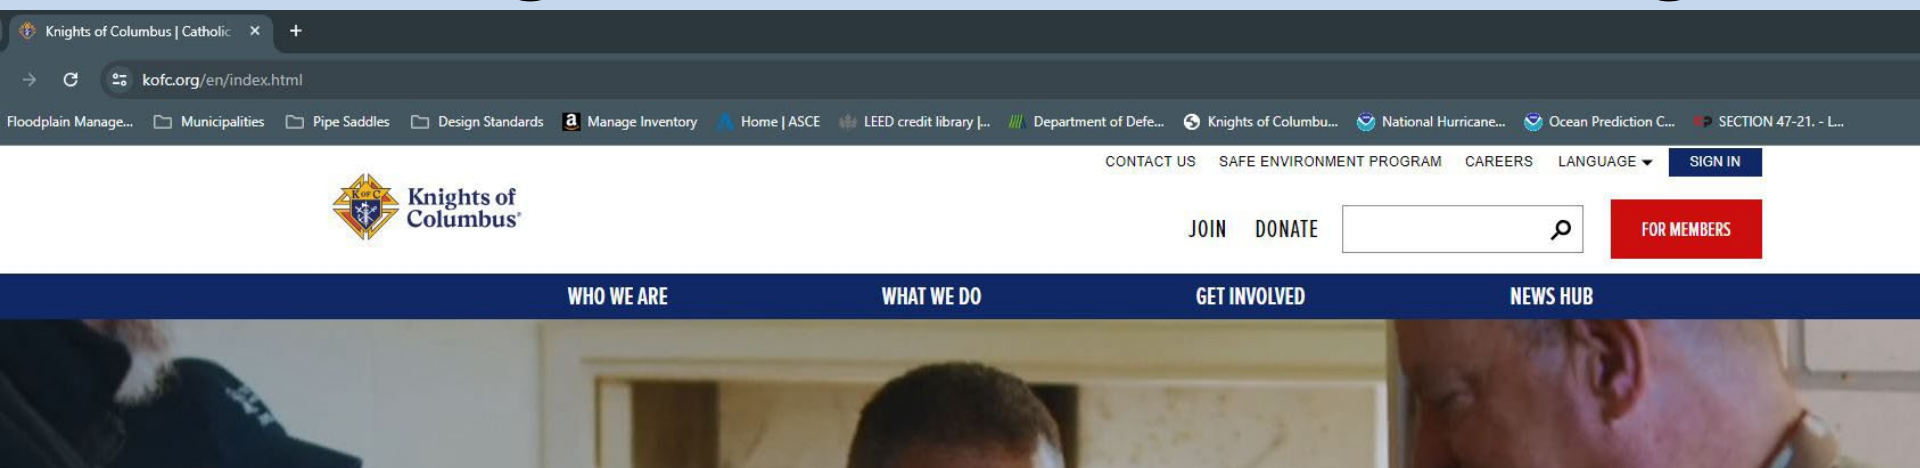 Knights of Columbus | Catholic
kofc.org/en/index.html
Floodplain Manage... Municipalities Pipe Saddles Design Standards Manage Inventory Home | ASCE LEED credit library |... Department of Defe... Knights of Columbu... National Hurricane... Ocean Prediction C... SECTION 47-21. - L...
CONTACT US SAFE ENVIRONMENT PROGRAM CAREERS LANGUAGE SIGN IN
K OF C
Knights of
Columbus®
JOIN DONATE FOR MEMBERS
WHO WE ARE WHAT WE DO GET INVOLVED NEWS HUB